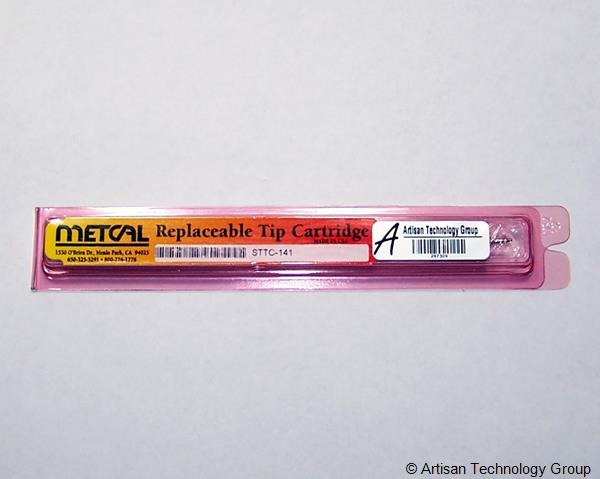 METCAL
1530 O'Brien Dr., Menlo Park, CA 94025
650-325-3291 • 800-776-1778
Replaceable Tip Cartridge
MADE IN USA
STTC-141
A
Artisan Technology Group
297309
© Artisan Technology Group